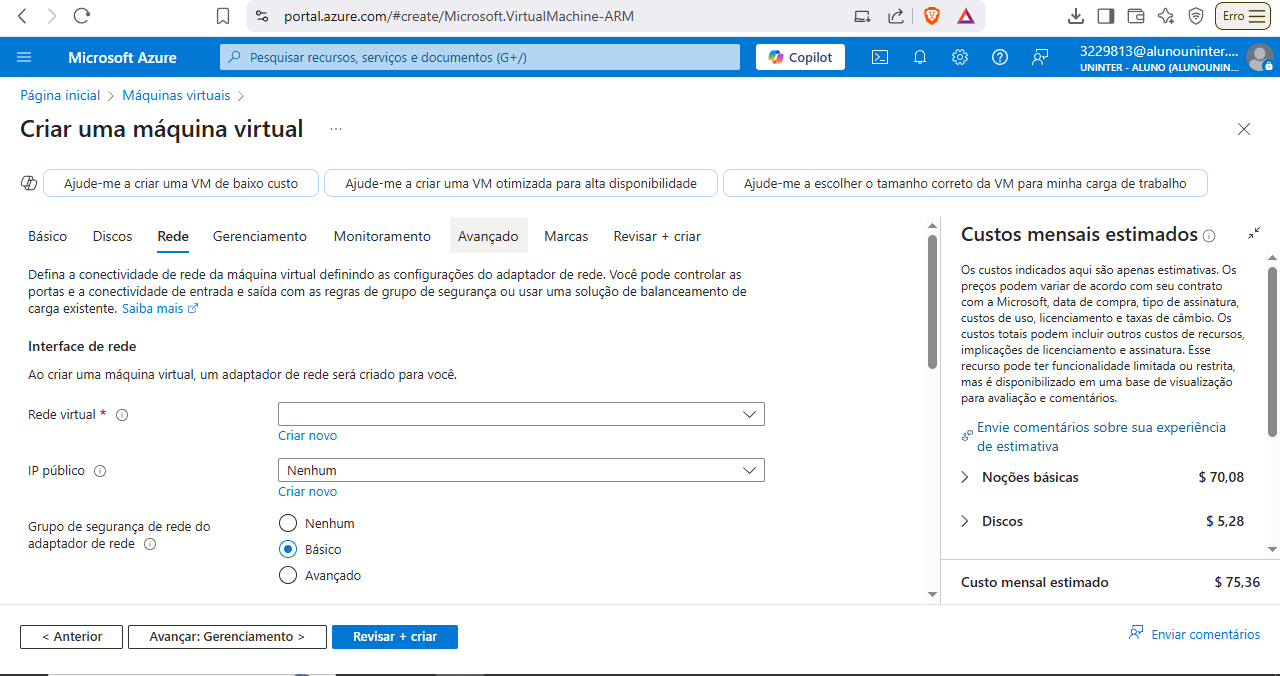 portal.azure.com/#create/Microsoft.VirtualMachine-ARM
Erro
Microsoft Azure
Pesquisar recursos, serviços e documentos (G+/)
Copilot
3229813@alunouninter....
UNINTER - ALUNO (ALUNOUNIN...
Página inicial > Máquinas virtuais >
Criar uma máquina virtual ...
Ajude-me a criar uma VM de baixo custo
Ajude-me a criar uma VM otimizada para alta disponibilidade
Ajude-me a escolher o tamanho correto da VM para minha carga de trabalho
Básico Discos Rede Gerenciamento Monitoramento Avançado Marcas Revisar + criar
Defina a conectividade de rede da máquina virtual definindo as configurações do adaptador de rede. Você pode controlar as
portas e a conectividade de entrada e saída com as regras de grupo de segurança ou usar uma solução de balanceamento de
carga existente. Saiba mais
Interface de rede
Ao criar uma máquina virtual, um adaptador de rede será criado para você.
Rede virtual *
Criar novo
IP público
Nenhum
Criar novo
Grupo de segurança de rede do
adaptador de rede
Nenhum
Básico
Avançado
Custos mensais estimados
Os custos indicados aqui são apenas estimativas. Os
preços podem variar de acordo com seu contrato
com a Microsoft, data de compra, tipo de assinatura,
custos de uso, licenciamento e taxas de câmbio. Os
custos totais podem incluir outros custos de recursos,
implicações de licenciamento e assinatura. Esse
recurso pode ter funcionalidade limitada ou restrita,
mas é disponibilizado em uma base de visualização
para avaliação e comentários.
Envie comentários sobre sua experiência
de estimativa
Noções básicas $ 70,08
Discos $ 5,28
Custo mensal estimado $ 75,36
< Anterior
Avançar: Gerenciamento >
Revisar + criar
Enviar comentários